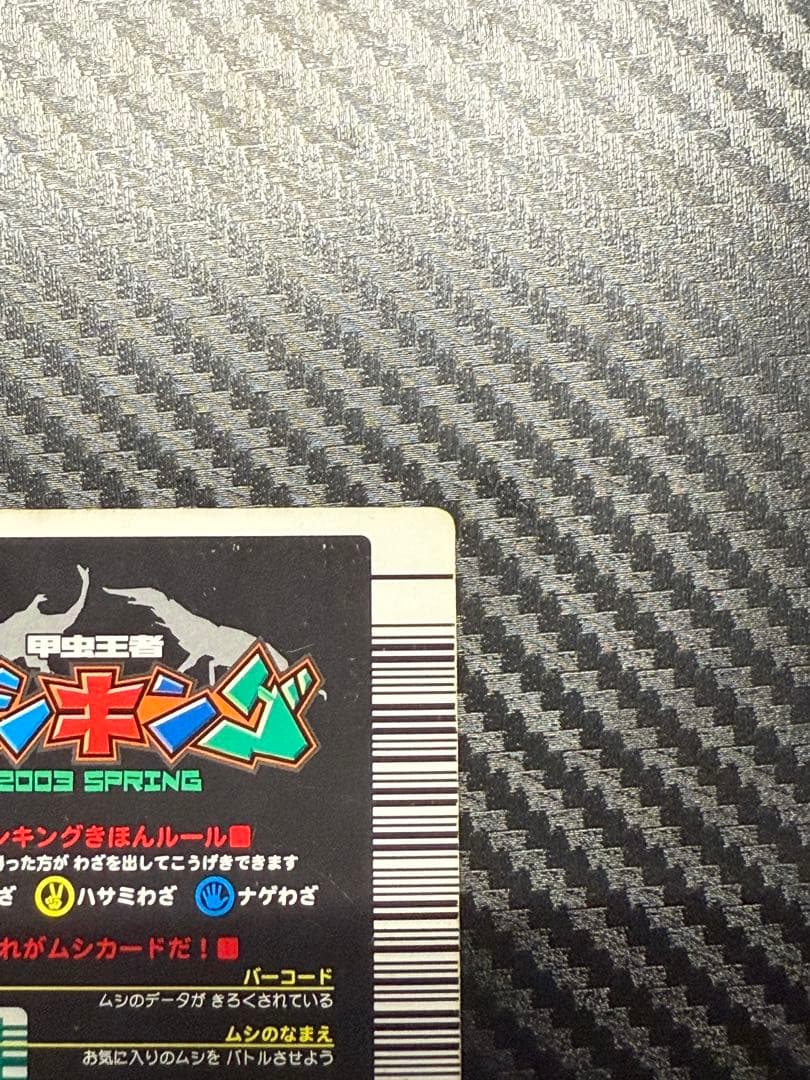 甲虫王者
シキング
2003 SPRING
ンキングきほんルール
った方が わざを出してこうげきできます
ざ ハサミわざ ナゲわざ
れがムシカードだ！
バーコード
ムシのデータが きろくされている
ムシのなまえ
お気に入りのムシを バトルさせよう